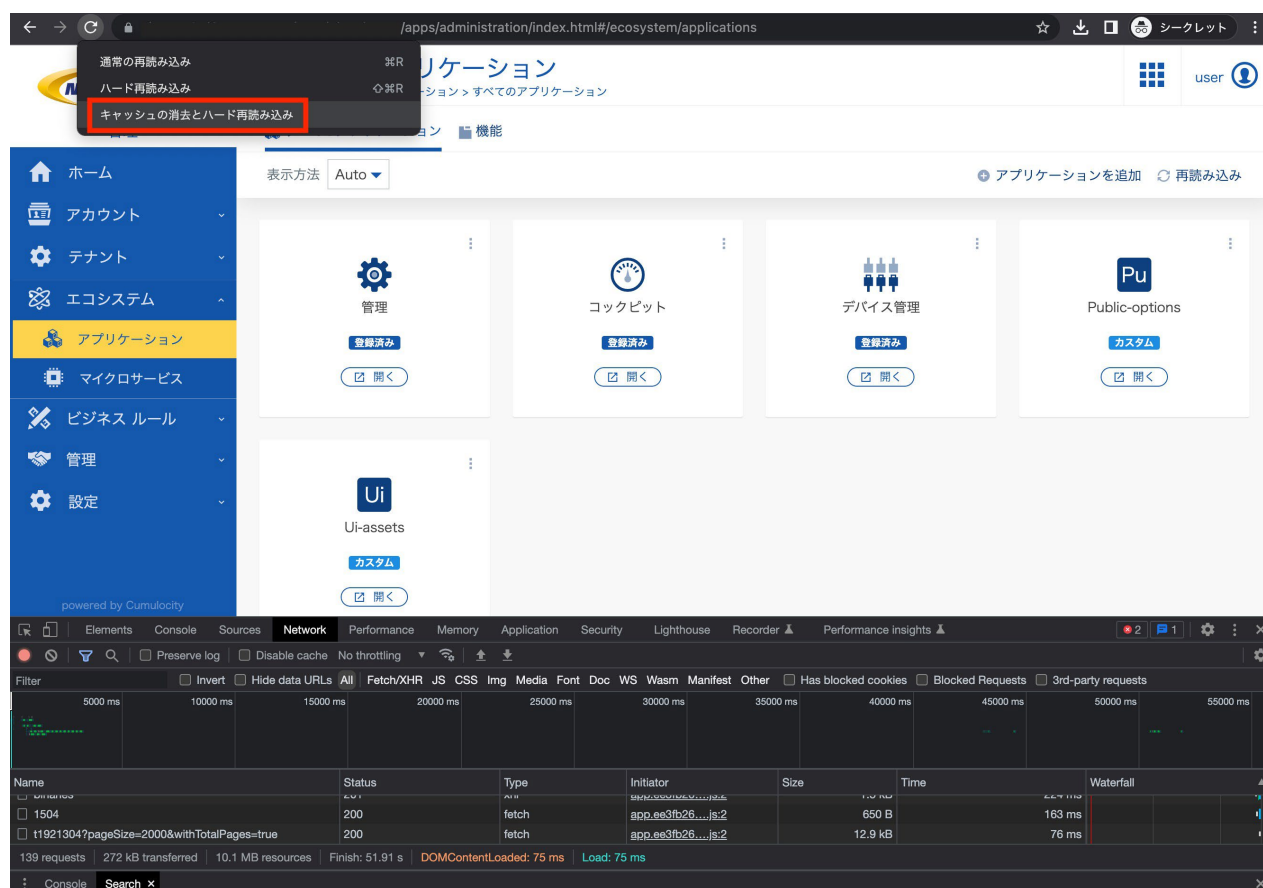 /apps/administration/index.html#/ecosystem/applications
シークレット
通常の再読み込み ⌘R
ハード再読み込み ⇧⌘R
キャッシュの消去とハード再読み込み
リケーション
ション > すべてのアプリケーション
user
ョン
機能
ホーム
アカウント
テナント
エコシステム
アプリケーション
マイクロサービス
ビジネス ルール
管理
設定
powered by Cumulocity
表示方法 Auto
アプリケーションを追加
再読み込み
管理
登録済み
開く
コックピット
登録済み
開く
デバイス管理
登録済み
開く
Pu
Public-options
カスタム
開く
Ui
Ui-assets
カスタム
開く
Elements Console Sources Network Performance Memory Application Security Lighthouse Recorder Performance insights 2 1
Preserve log Disable cache No throttling
Filter Invert Hide data URLs All Fetch/XHR JS CSS Img Media Font Doc WS Wasm Manifest Other Has blocked cookies Blocked Requests 3rd-party requests
5000 ms 10000 ms 15000 ms 20000 ms 25000 ms 30000 ms 35000 ms 40000 ms 45000 ms 50000 ms 55000 ms
Name Status Type Initiator Size Time Waterfall
1504 200 fetch app.ee3fb26….js:2 650 B 163 ms
t1921304?pageSize=2000&withTotalPages=true 200 fetch app.ee3fb26….js:2 12.9 kB 76 ms
139 requests 272 kB transferred 10.1 MB resources Finish: 51.91 s DOMContentLoaded: 75 ms Load: 75 ms
Console Search